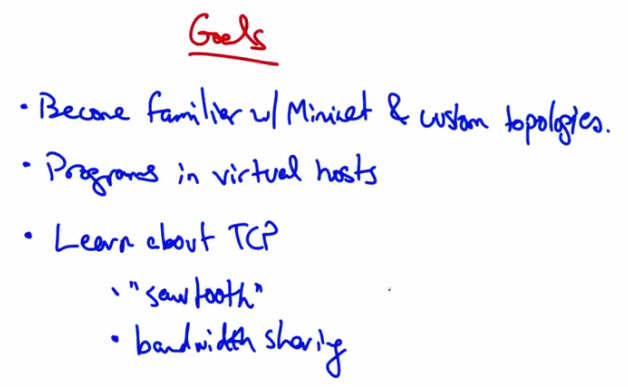 Goals
• Become familiar w/ Mininet & custom topologies.
• Programs in virtual hosts
• Learn about TCP
• "sawtooth"
• bandwidth sharing